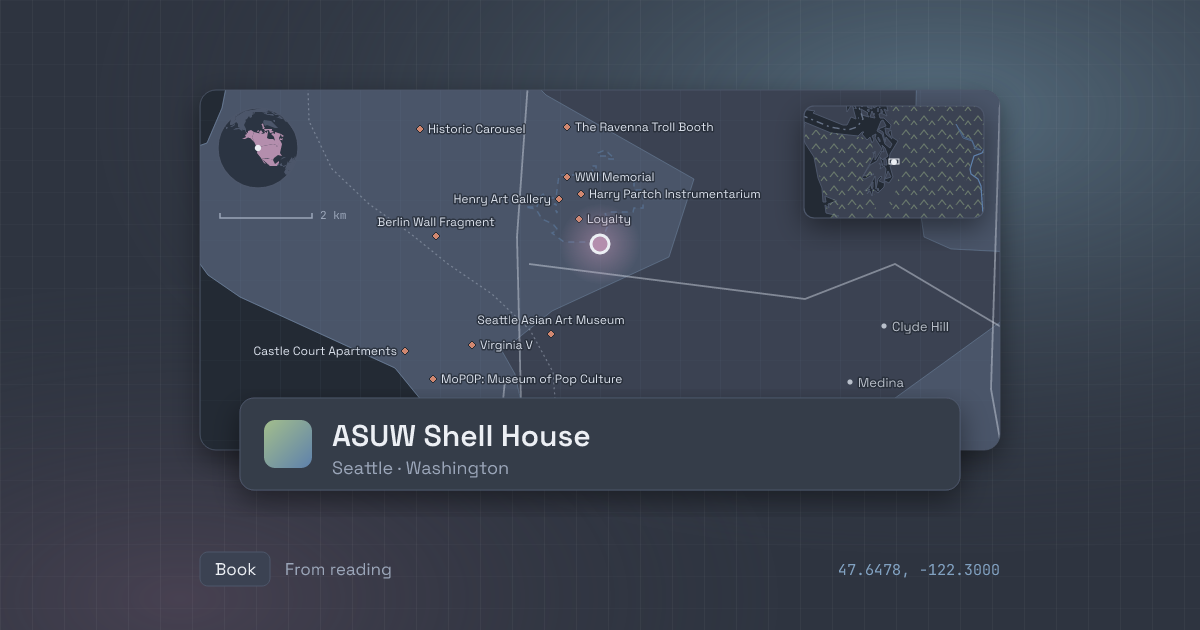 Historic Carousel
The Ravenna Troll Booth
WWI Memorial
Harry Partch Instrumentarium
Henry Art Gallery
2 km
Loyalty
Berlin Wall Fragment
Seattle Asian Art Museum
Clyde Hill
Virginia V
Castle Court Apartments
MoPOP: Museum of Pop Culture
Medina
ASUW Shell House
Seattle · Washington
Book
From reading
47.6478, -122.3000